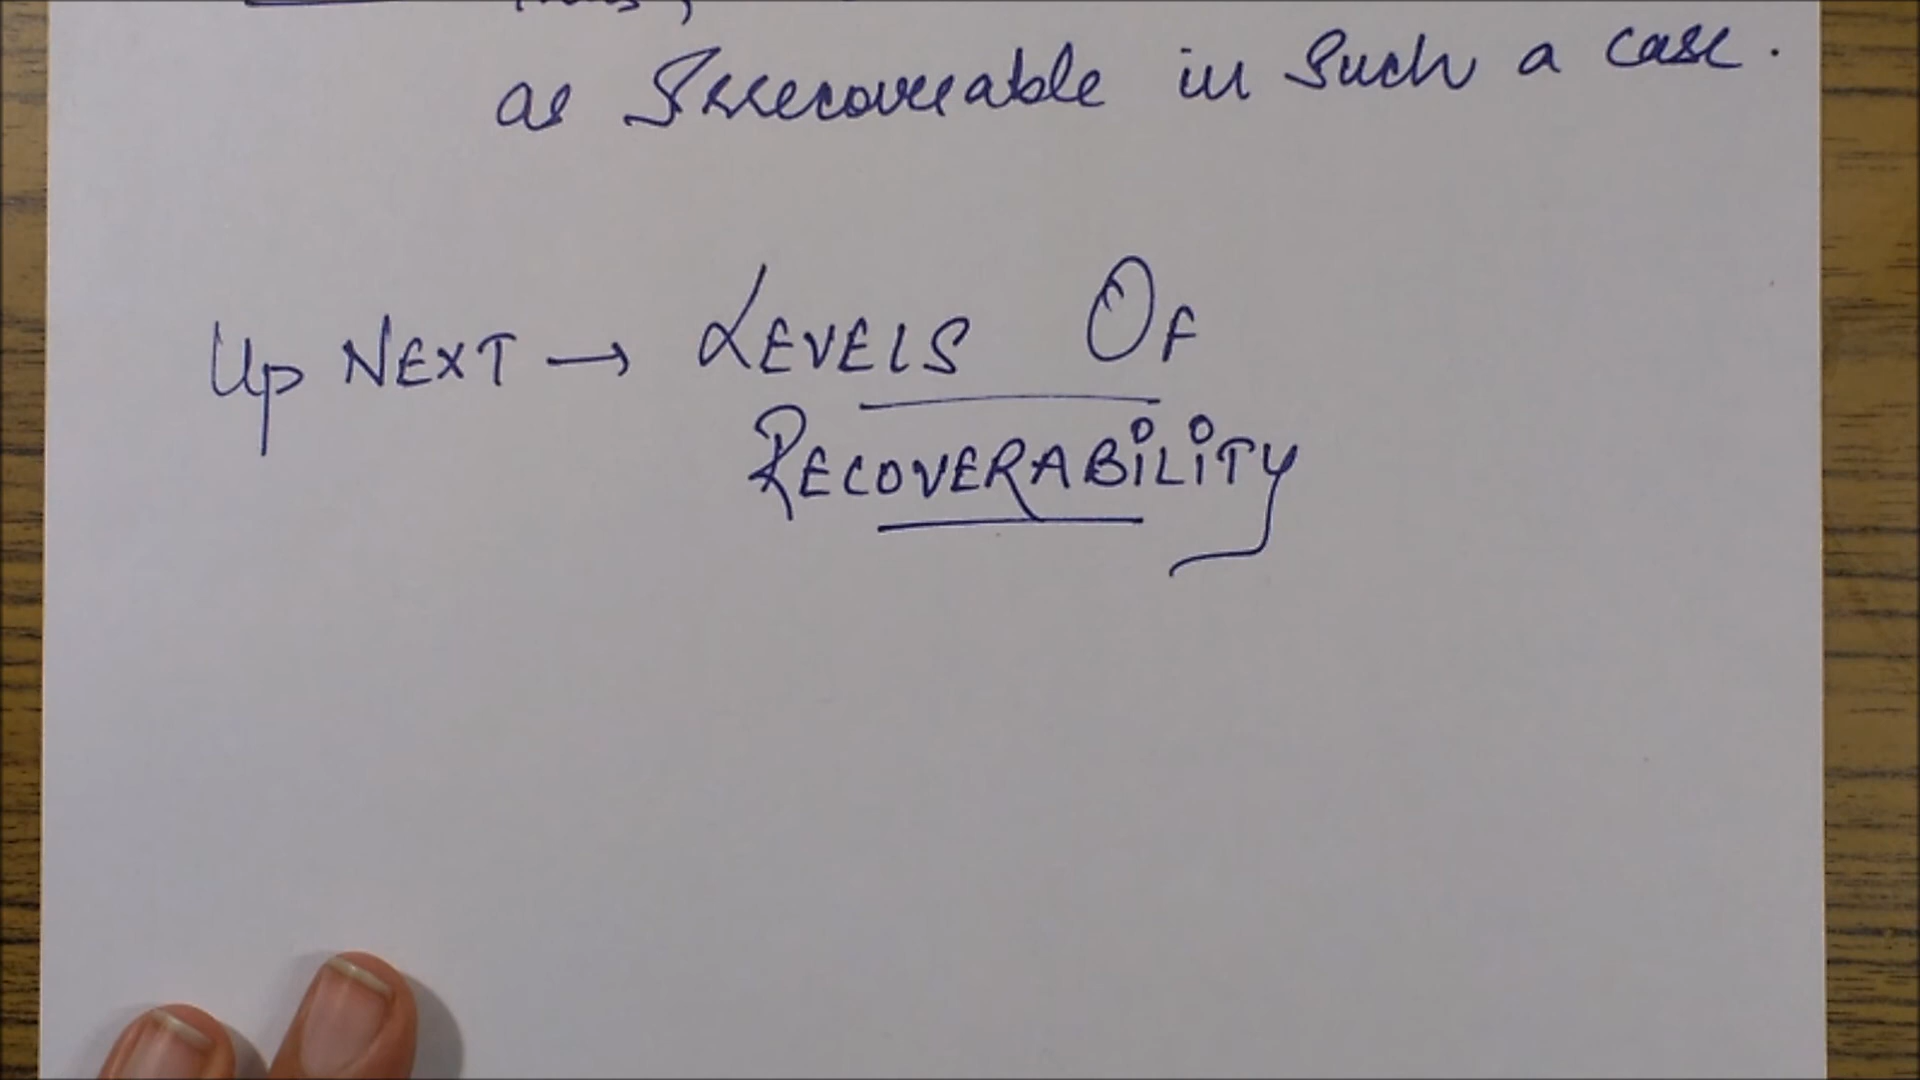 as Irrecoverable in Such a case.
Up NEXT → LEVELS OF
RECOVERABILITY